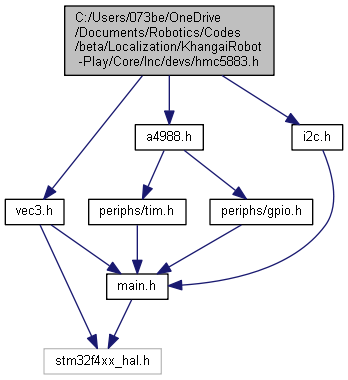 C:/Users/073be/OneDrive
/Documents/Robotics/Codes
/beta/Localization/KhangaiRobot
-Play/Core/Inc/devs/hmc5883.h
a4988.h
i2c.h
vec3.h
periphs/tim.h
periphs/gpio.h
main.h
stm32f4xx_hal.h